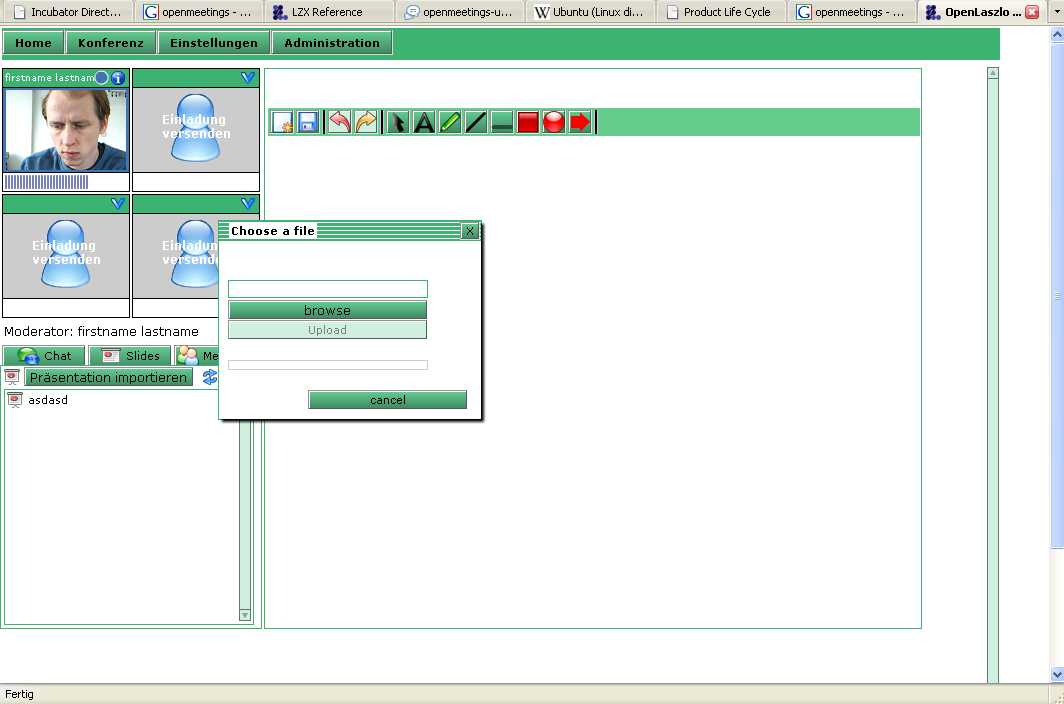 Incubator Direct...
openmeetings - ...
LZX Reference
openmeetings-u...
Ubuntu (Linux di...
Product Life Cycle
openmeetings - ...
OpenLaszlo ...
Home
Konferenz
Einstellungen
Administration
firstname lastnam
Einladung
versenden
Einladung
versenden
Einladung
versenden
Choose a file
X
browse
Upload
cancel
Moderator: firstname lastname
Chat
Slides
Me
Präsentation importieren
asdasd
Fertig